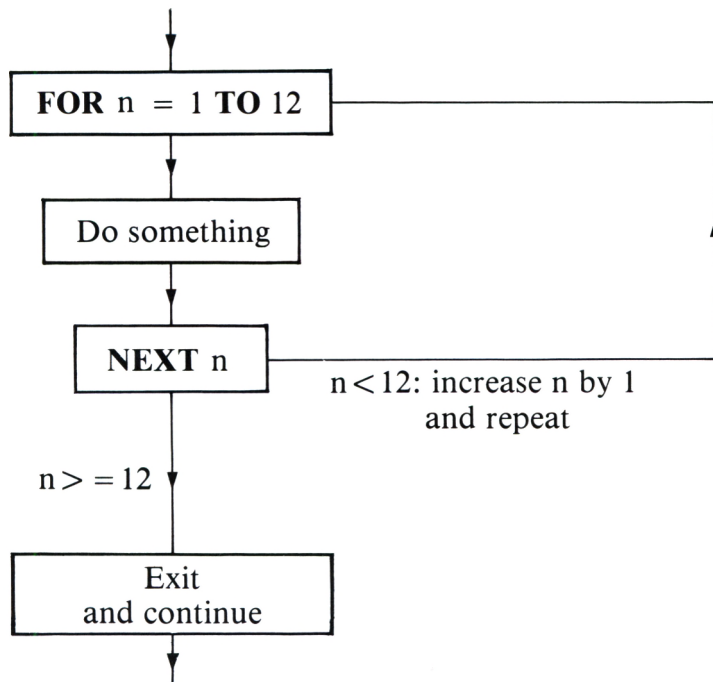 FOR n = 1 TO 12
Do something
NEXT n
n<12: increase n by 1
and repeat
n> =12
Exit
and continue